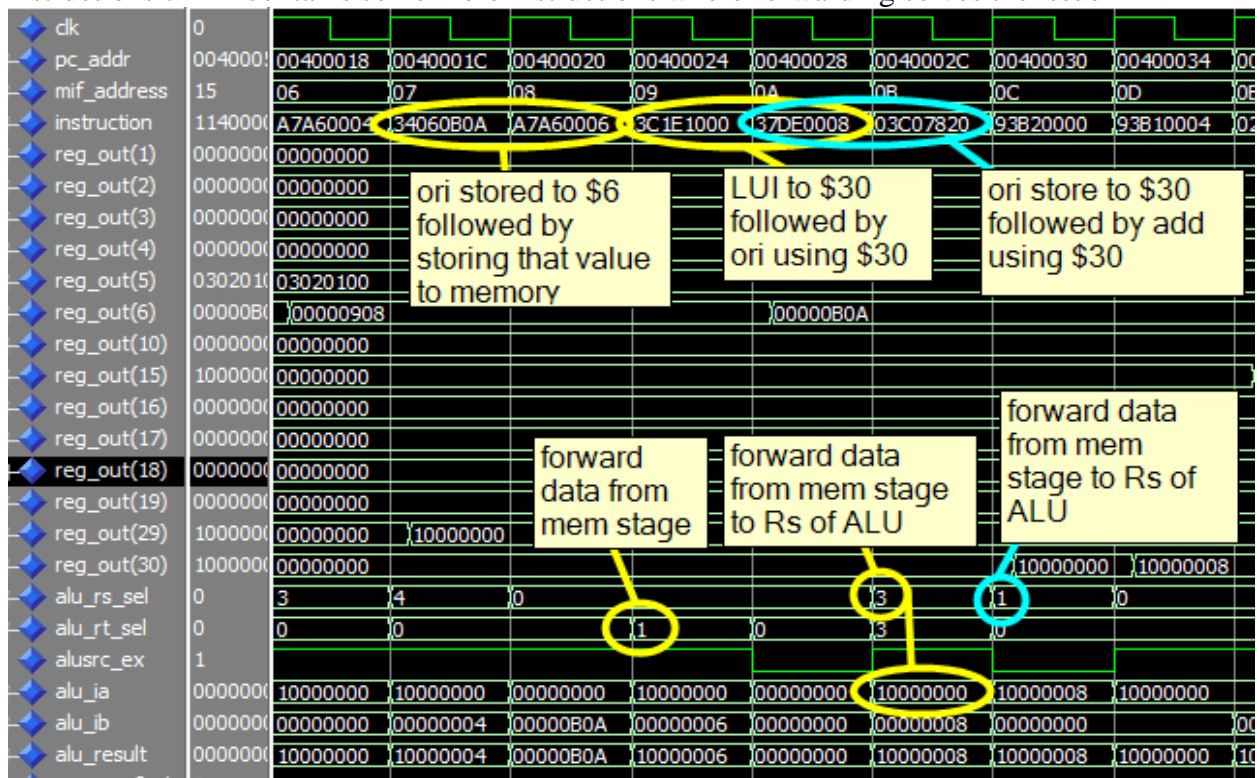 clk 0
pc_addr 00400018 0040001C 00400020 00400024 00400028 0040002C 00400030 00400034
mif_address 15 06 07 08 09 0A 0B 0C 0D
instruction A7A60004 34060B0A A7A60006 3C1E1000 37DE0008 03C07820 93B20000 93B10004
reg_out(1) 00000000
reg_out(2) 00000000
reg_out(3) 00000000
reg_out(4) 00000000
reg_out(5) 03020100
reg_out(6) 00000908 00000B0A
reg_out(10) 00000000
reg_out(15) 00000000
reg_out(16) 00000000
reg_out(17) 00000000
reg_out(18) 00000000
reg_out(19) 00000000
reg_out(29) 00000000 10000000
reg_out(30) 00000000 10000000 10000008
alu_rs_sel 0 3 4 0 3 1 0
alu_rt_sel 0 0 0 1 0 3 0
alusrc_ex 1
alu_ia 10000000 10000000 00000000 10000000 00000000 10000000 10000008 10000000
alu_ib 00000000 00000004 00000B0A 00000006 00000000 00000008 00000000
alu_result 10000000 10000004 00000B0A 10000006 00000000 10000008 10000008 10000000
ori stored to $6
followed by
storing that value
to memory
LUI to $30
followed by
ori using $30
ori store to $30
followed by add
using $30
forward
data from
mem stage
forward data
from mem stage
to Rs of ALU
forward data
from mem
stage to Rs of
ALU